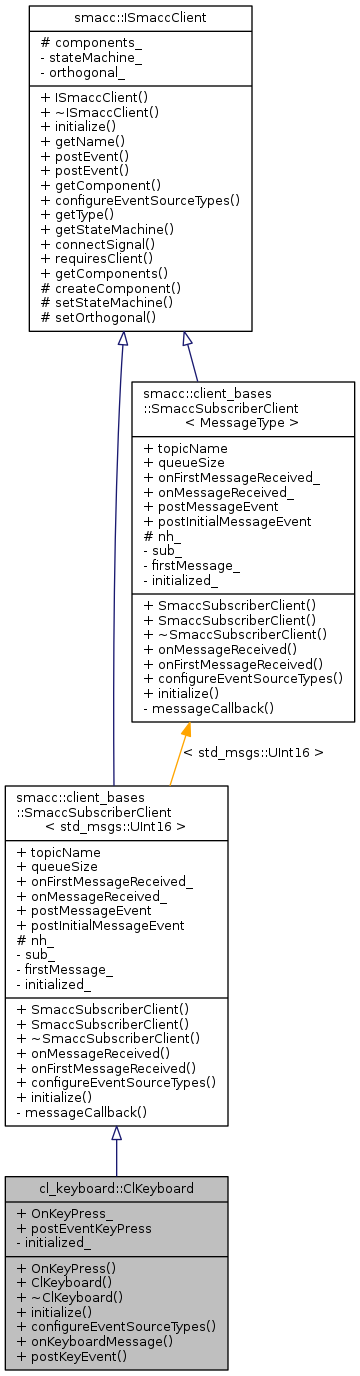 smacc::ISmaccClient
# components_
- stateMachine_
- orthogonal_
+ ISmaccClient()
+ ~ISmaccClient()
+ initialize()
+ getName()
+ postEvent()
+ postEvent()
+ getComponent()
+ configureEventSourceTypes()
+ getType()
+ getStateMachine()
+ connectSignal()
+ requiresClient()
+ getComponents()
# createComponent()
# setStateMachine()
# setOrthogonal()
smacc::client_bases
::SmaccSubscriberClient
< MessageType >
+ topicName
+ queueSize
+ onFirstMessageReceived_
+ onMessageReceived_
+ postMessageEvent
+ postInitialMessageEvent
# nh_
- sub_
- firstMessage_
- initialized_
+ SmaccSubscriberClient()
+ SmaccSubscriberClient()
+ ~SmaccSubscriberClient()
+ onMessageReceived()
+ onFirstMessageReceived()
+ configureEventSourceTypes()
+ initialize()
- messageCallback()
< std_msgs::UInt16 >
smacc::client_bases
::SmaccSubscriberClient
< std_msgs::UInt16 >
+ topicName
+ queueSize
+ onFirstMessageReceived_
+ onMessageReceived_
+ postMessageEvent
+ postInitialMessageEvent
# nh_
- sub_
- firstMessage_
- initialized_
+ SmaccSubscriberClient()
+ SmaccSubscriberClient()
+ ~SmaccSubscriberClient()
+ onMessageReceived()
+ onFirstMessageReceived()
+ configureEventSourceTypes()
+ initialize()
- messageCallback()
cl_keyboard::ClKeyboard
+ OnKeyPress_
+ postEventKeyPress
- initialized_
+ OnKeyPress()
+ ClKeyboard()
+ ~ClKeyboard()
+ initialize()
+ configureEventSourceTypes()
+ onKeyboardMessage()
+ postKeyEvent()